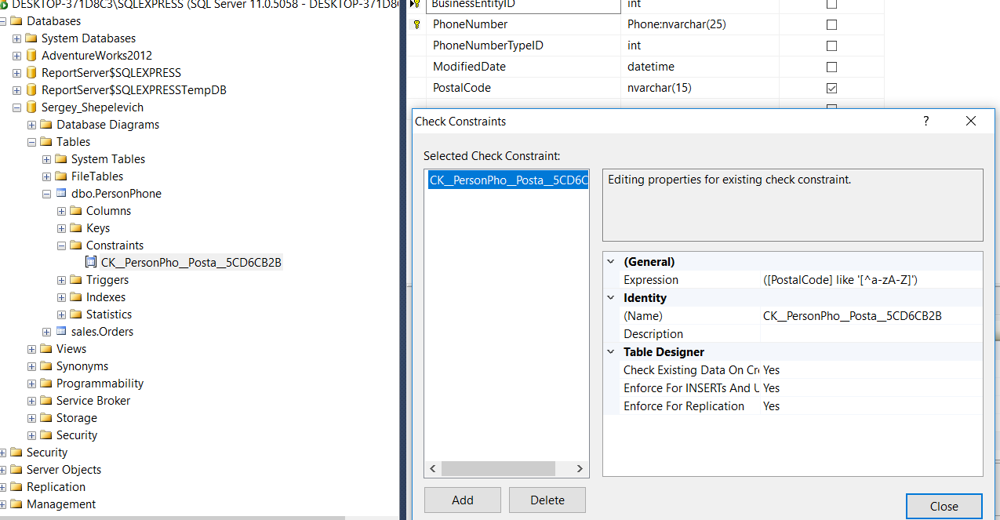 DESKTOP-371D8C3\SQLEXPRESS (SQL Server 11.0.5058 - DESKTOP-371D8
Databases
System Databases
AdventureWorks2012
ReportServer$SQLEXPRESS
ReportServer$SQLEXPRESSTempDB
Sergey_Shepelevich
Database Diagrams
Tables
System Tables
FileTables
dbo.PersonPhone
Columns
Keys
Constraints
CK__PersonPho__Posta__5CD6CB2B
Triggers
Indexes
Statistics
sales.Orders
Views
Synonyms
Programmability
Service Broker
Storage
Security
Security
Server Objects
Replication
Management
BusinessEntityID int
PhoneNumber Phone:nvarchar(25)
PhoneNumberTypeID int
ModifiedDate datetime
PostalCode nvarchar(15)
Check Constraints ?
Selected Check Constraint:
CK__PersonPho__Posta__5CD6C
Editing properties for existing check constraint.
(General)
Expression ([PostalCode] like '[^a-zA-Z]')
Identity
(Name) CK__PersonPho__Posta__5CD6CB2B
Description
Table Designer
Check Existing Data On Cre Yes
Enforce For INSERTs And U Yes
Enforce For Replication Yes
Add Delete
Close